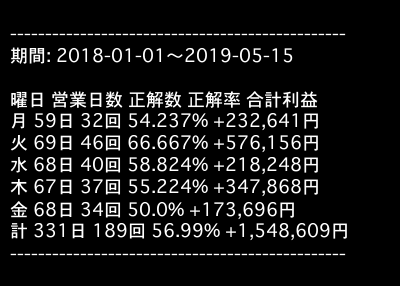 ------------------------------------------------
期間: 2018-01-01〜2019-05-15
曜日 営業日数 正解数 正解率 合計利益
月 59日 32回 54.237% +232,641円
火 69日 46回 66.667% +576,156円
水 68日 40回 58.824% +218,248円
木 67日 37回 55.224% +347,868円
金 68日 34回 50.0% +173,696円
計 331日 189回 56.99% +1,548,609円
------------------------------------------------